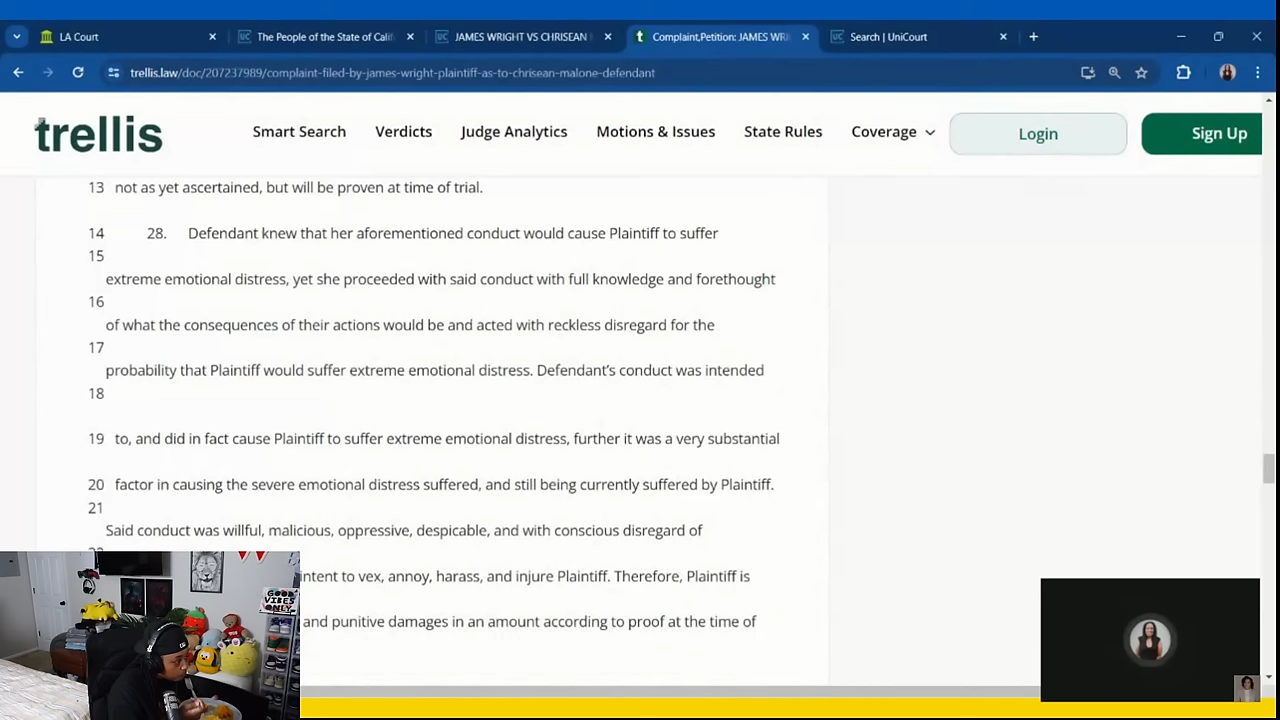 LA Court
The People of the State of Calif
JAMES WRIGHT VS CHRISEAN
Complaint,Petition: JAMES WRI
Search | UniCourt
trellis.law/doc/207237989/complaint-filed-by-james-wright-plaintiff-as-to-chrisean-malone-defendant
trellis
Smart Search
Verdicts
Judge Analytics
Motions & Issues
State Rules
Coverage
Login
Sign Up
13 not as yet ascertained, but will be proven at time of trial.
14 28. Defendant knew that her aforementioned conduct would cause Plaintiff to suffer
15
extreme emotional distress, yet she proceeded with said conduct with full knowledge and forethought
16
of what the consequences of their actions would be and acted with reckless disregard for the
17
probability that Plaintiff would suffer extreme emotional distress. Defendant's conduct was intended
18
19 to, and did in fact cause Plaintiff to suffer extreme emotional distress, further it was a very substantial
20 factor in causing the severe emotional distress suffered, and still being currently suffered by Plaintiff.
21
Said conduct was willful, malicious, oppressive, despicable, and with conscious disregard of
intent to vex, annoy, harass, and injure Plaintiff. Therefore, Plaintiff is
and punitive damages in an amount according to proof at the time of
GOOD
VIBES
ONLY